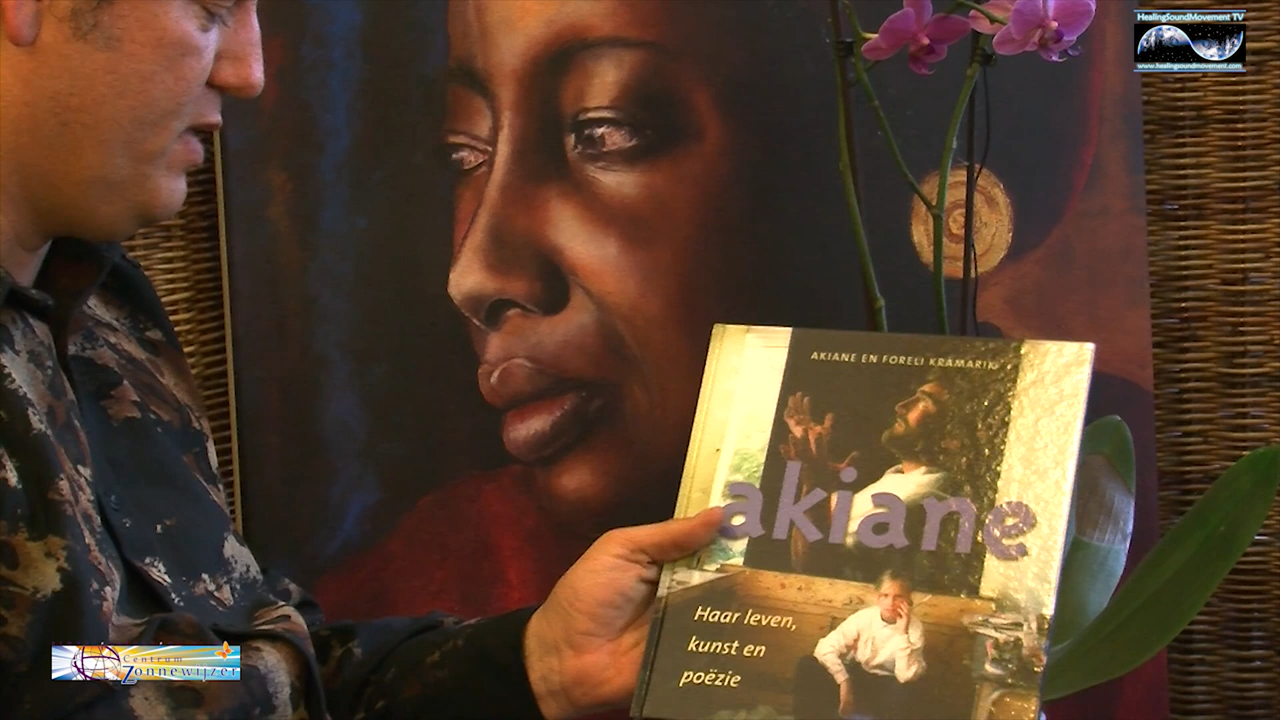 HealingSoundMovement TV
www.healingsoundmovement.com
AKIANE EN FORELI KRAMARIK
akiane
Haar leven,
kunst en
poëzie
Centrum
Zonnewijzer